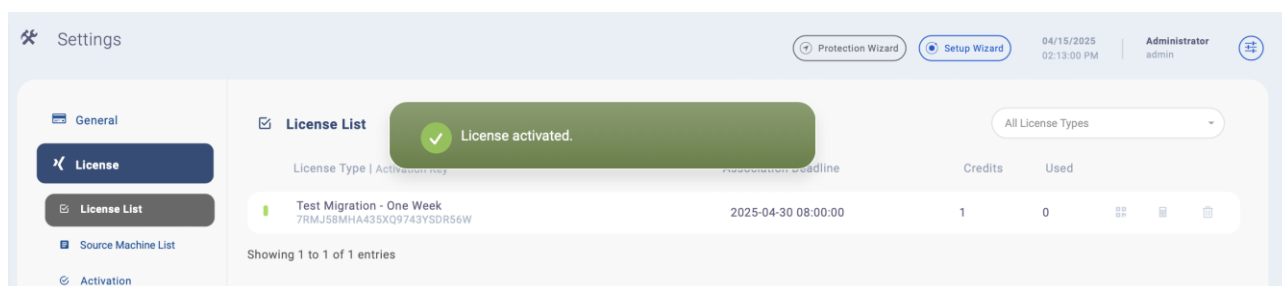 Settings
Protection Wizard
Setup Wizard
04/15/2025
02:13:00 PM
Administrator
admin
General
License
License List
Source Machine List
Activation
License List
License activated.
All License Types
License Type | Activation Key Association Deadline Credits Used
Test Migration - One Week 2025-04-30 08:00:00 1 0
7RMJ58MHA435XQ9743YSDR56W
Showing 1 to 1 of 1 entries